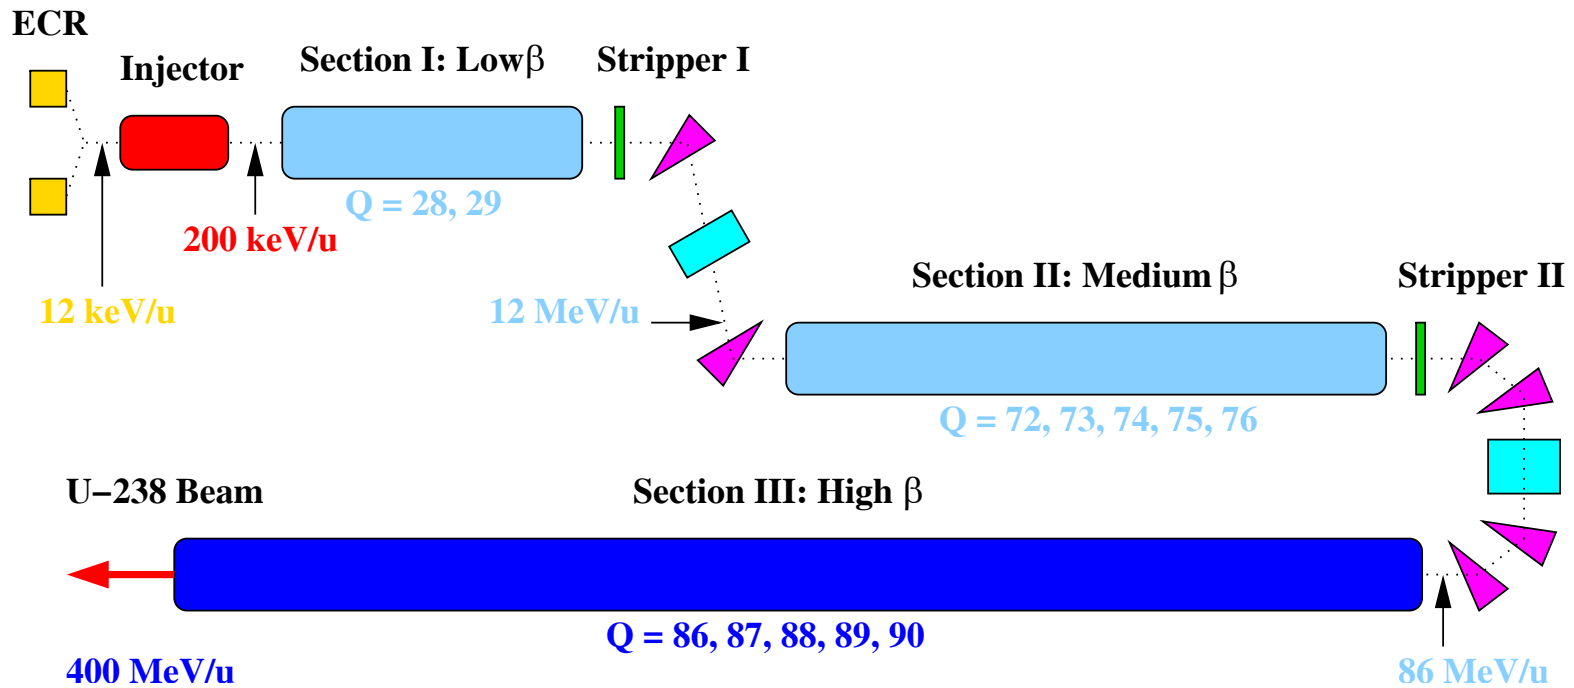 ECR
Injector
Section I: Lowβ
Stripper I
Q = 28, 29
200 keV/u
12 keV/u
12 MeV/u
Section II: Medium β
Stripper II
Q = 72, 73, 74, 75, 76
U−238 Beam
Section III: High β
Q = 86, 87, 88, 89, 90
400 MeV/u
86 MeV/u